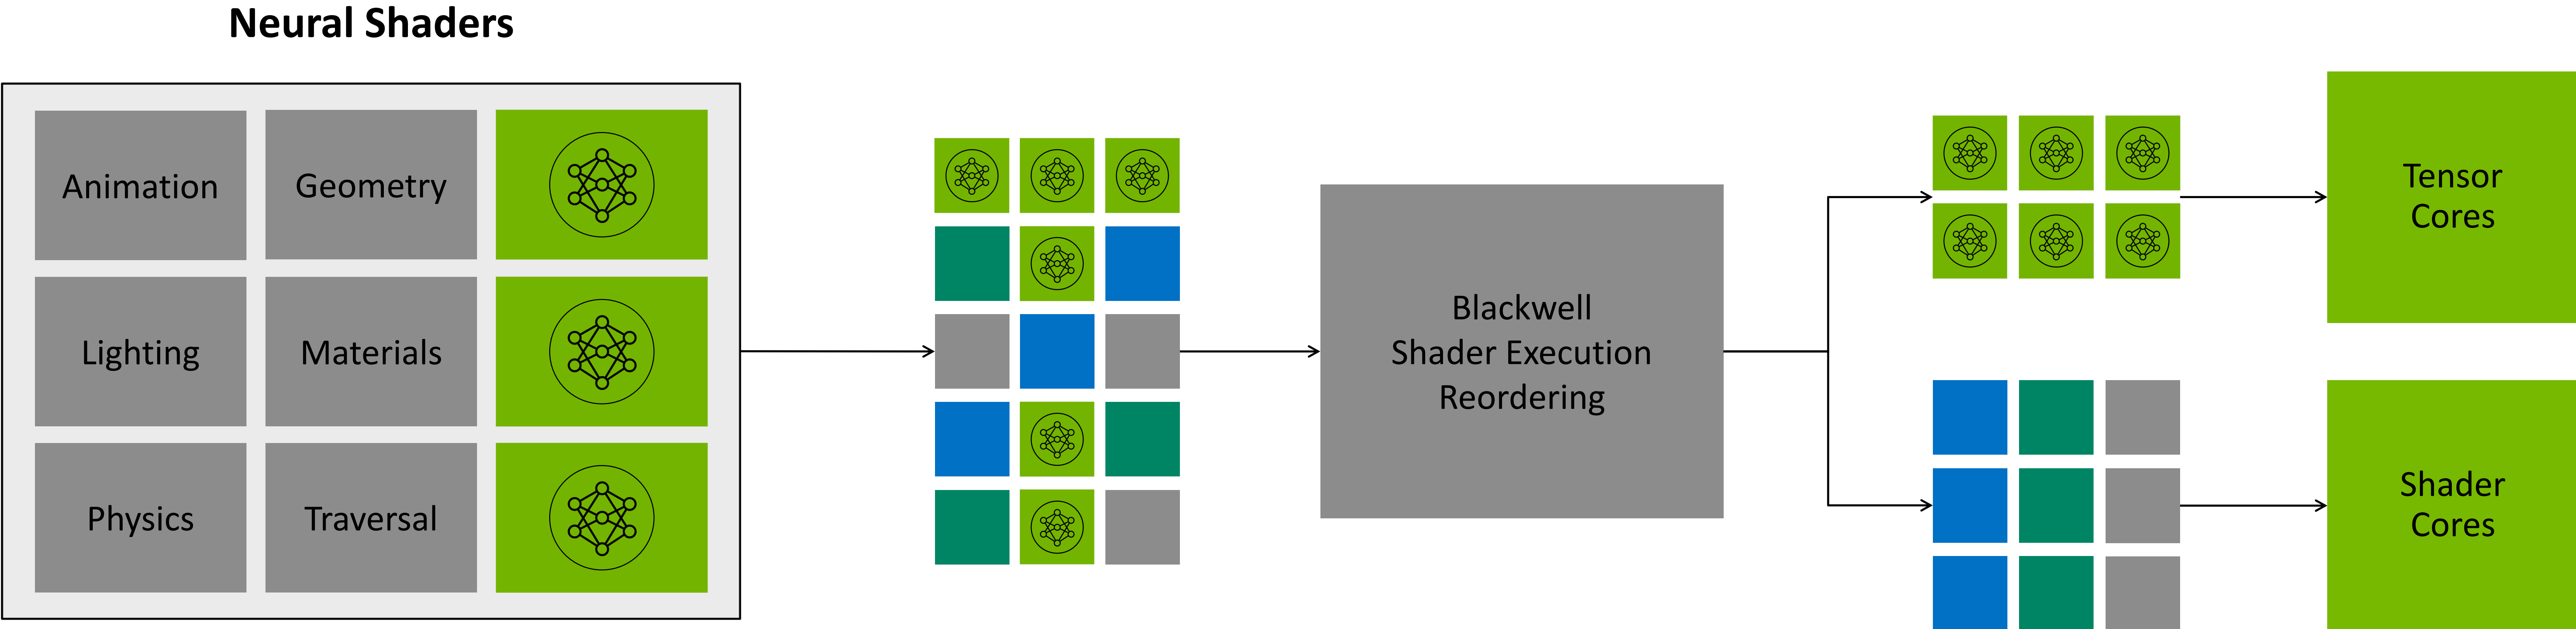 Neural Shaders
Animation
Geometry
Lighting
Materials
Physics
Traversal
Blackwell
Shader Execution
Reordering
Tensor
Cores
Shader
Cores